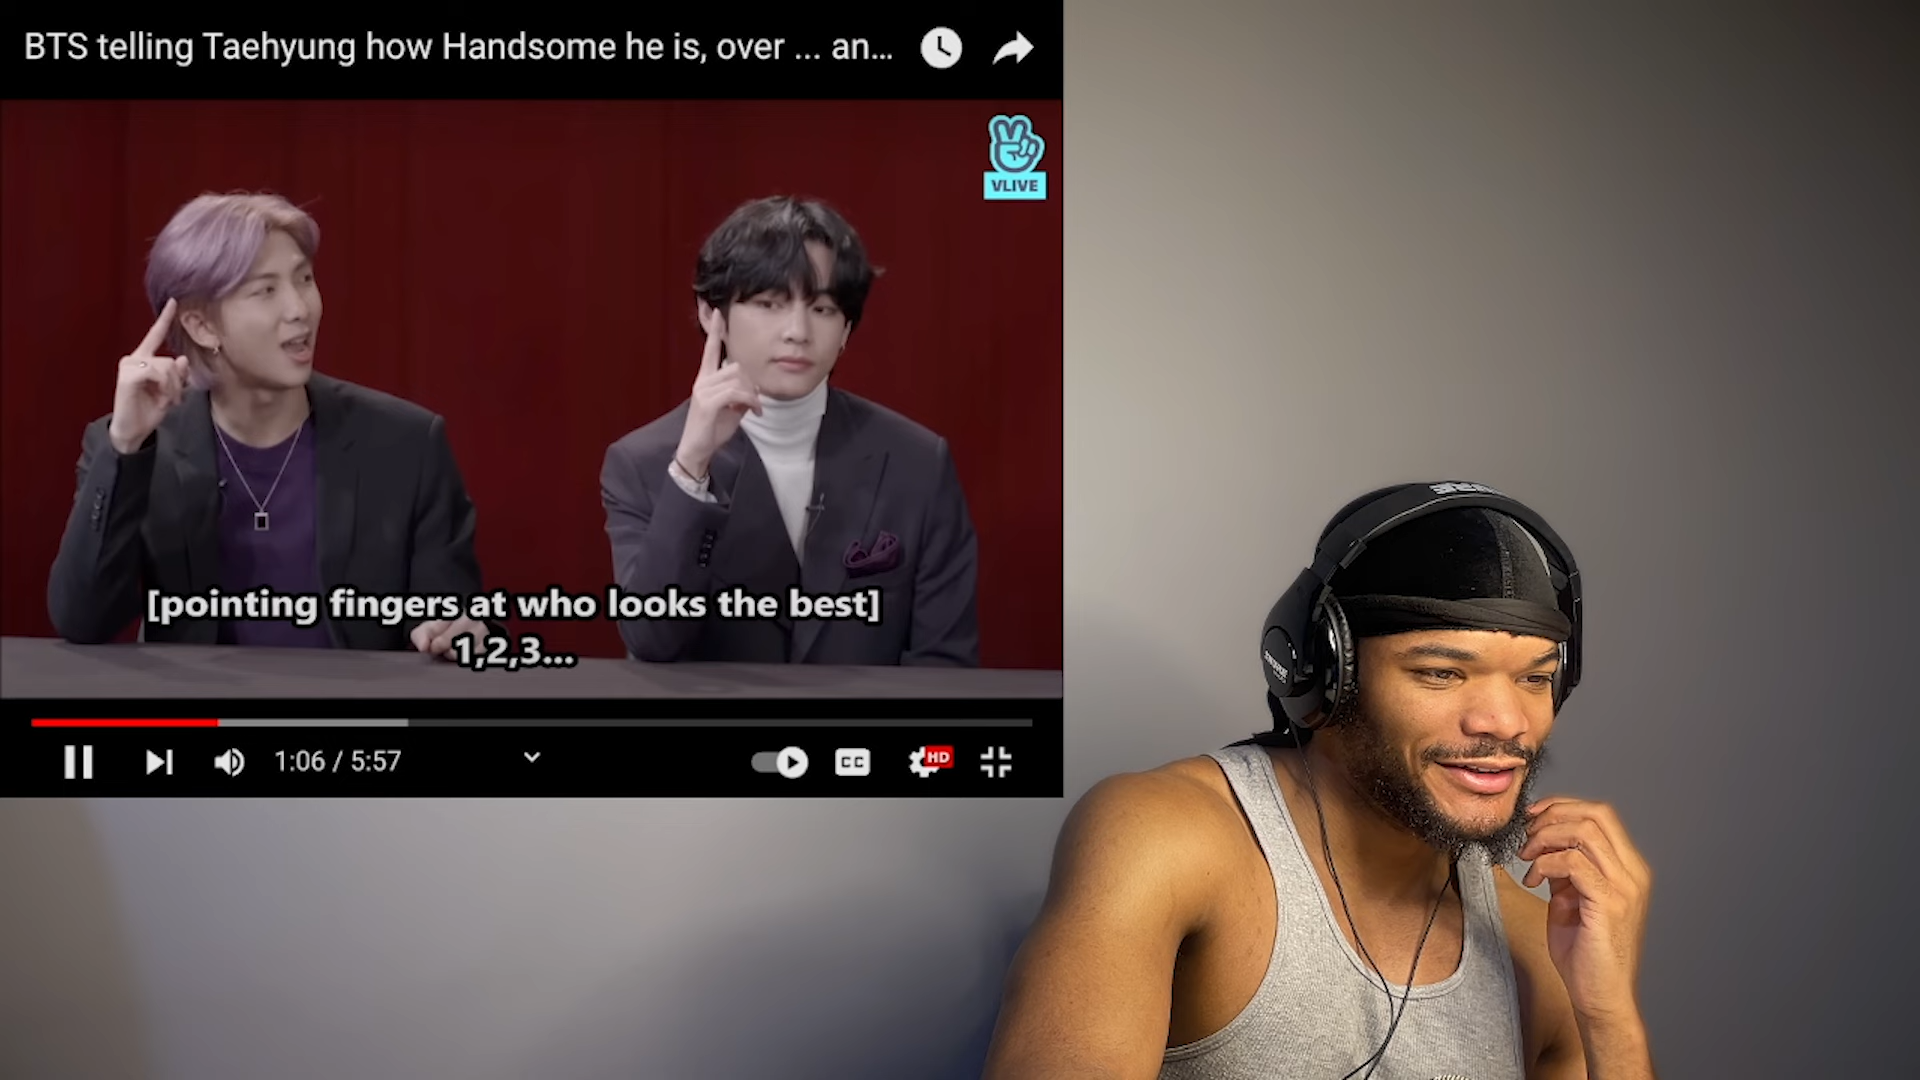 BTS telling Taehyung how Handsome he is, over ... an...
VLIVE
[pointing fingers at who looks the best]
1,2,3...
1:06 / 5:57
CC
HD